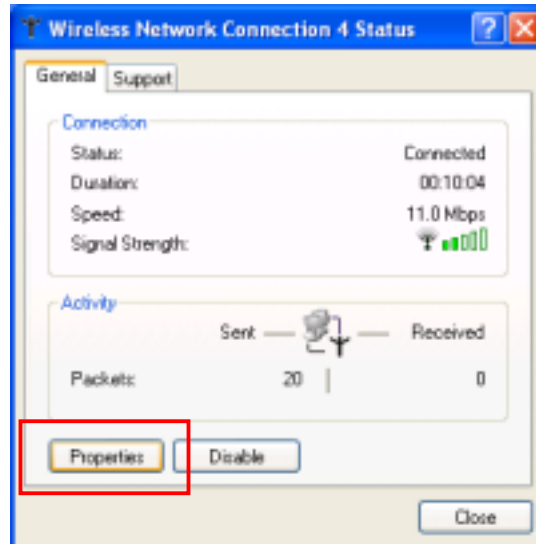 Wireless Network Connection 4 Status
General Support
Connection
Status: Connected
Duration: 00:10:04
Speed: 11.0 Mbps
Signal Strength:
Activity
Sent Received
Packets: 20 0
Properties Disable
Close